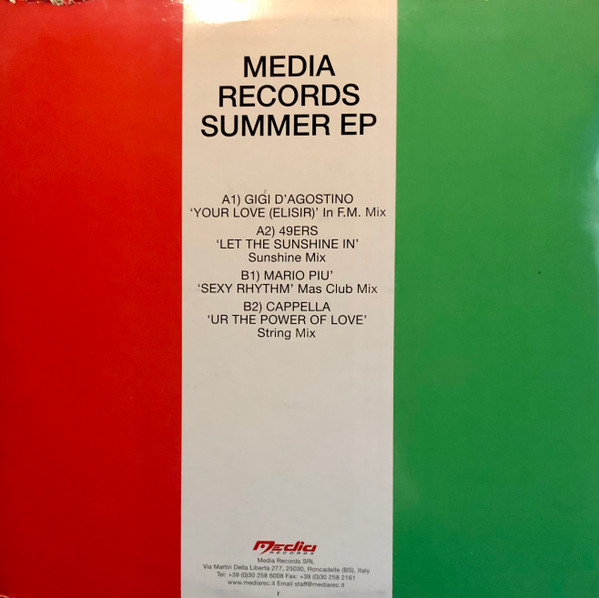 MEDIA
RECORDS
SUMMER EP
A1) GIGI D'AGOSTINO
'YOUR LOVE (ELISIR)' In F.M. Mix
A2) 49ERS
'LET THE SUNSHINE IN'
Sunshine Mix
B1) MARIO PIU'
'SEXY RHYTHM' Mas Club Mix
B2) CAPPELLA
'UR THE POWER OF LOVE'
String Mix
Media
RECORDS
Media Records SRL
Via Martin Della Liberta 277, 25030, Roncadelle (BS), Italy
Tel: +39 (0)30 258 6008 Fax: +39 (0)30 258 2161
www.mediarec.it Email staff@mediarec.it